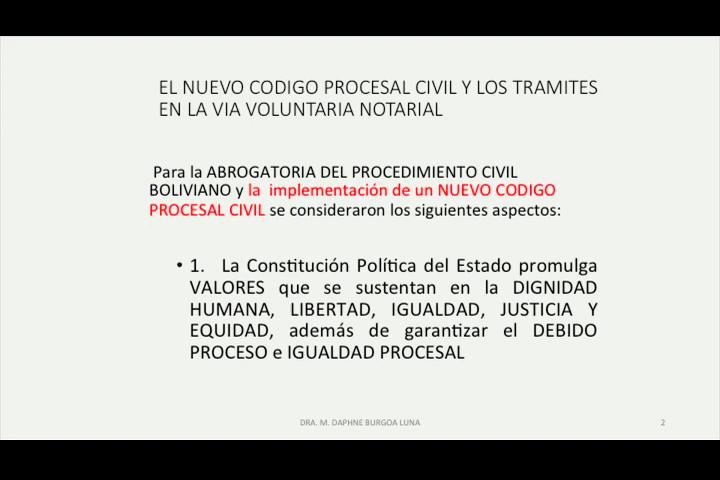 EL NUEVO CODIGO PROCESAL CIVIL Y LOS TRAMITES
EN LA VIA VOLUNTARIA NOTARIAL
Para la ABROGATORIA DEL PROCEDIMIENTO CIVIL
BOLIVIANO y la implementación de un NUEVO CODIGO
PROCESAL CIVIL se consideraron los siguientes aspectos:
• 1. La Constitución Política del Estado promulga
VALORES que se sustentan en la DIGNIDAD
HUMANA, LIBERTAD, IGUALDAD, JUSTICIA Y
EQUIDAD, además de garantizar el DEBIDO
PROCESO e IGUALDAD PROCESAL
DRA. M. DAPHNE BURGOA LUNA
2